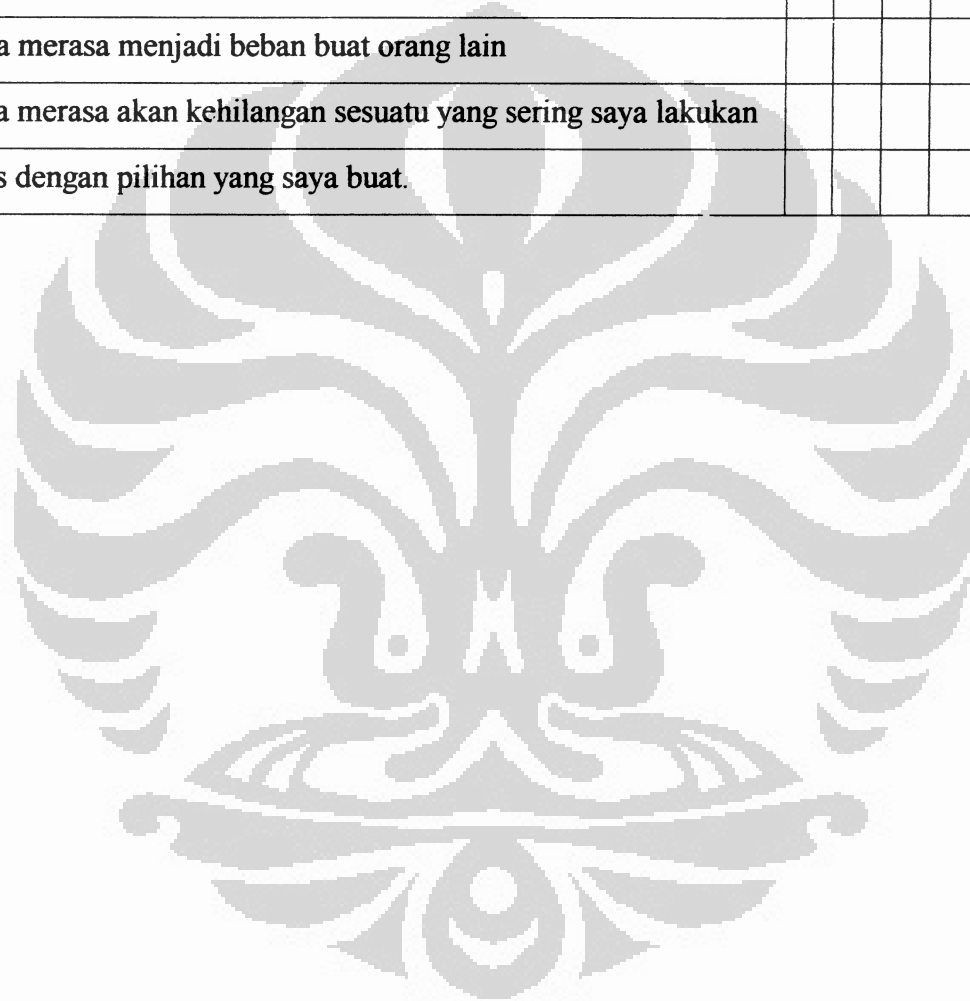 a merasa menjadi beban buat orang lain
a merasa akan kehilangan sesuatu yang sering saya lakukan
s dengan pilihan yang saya buat.